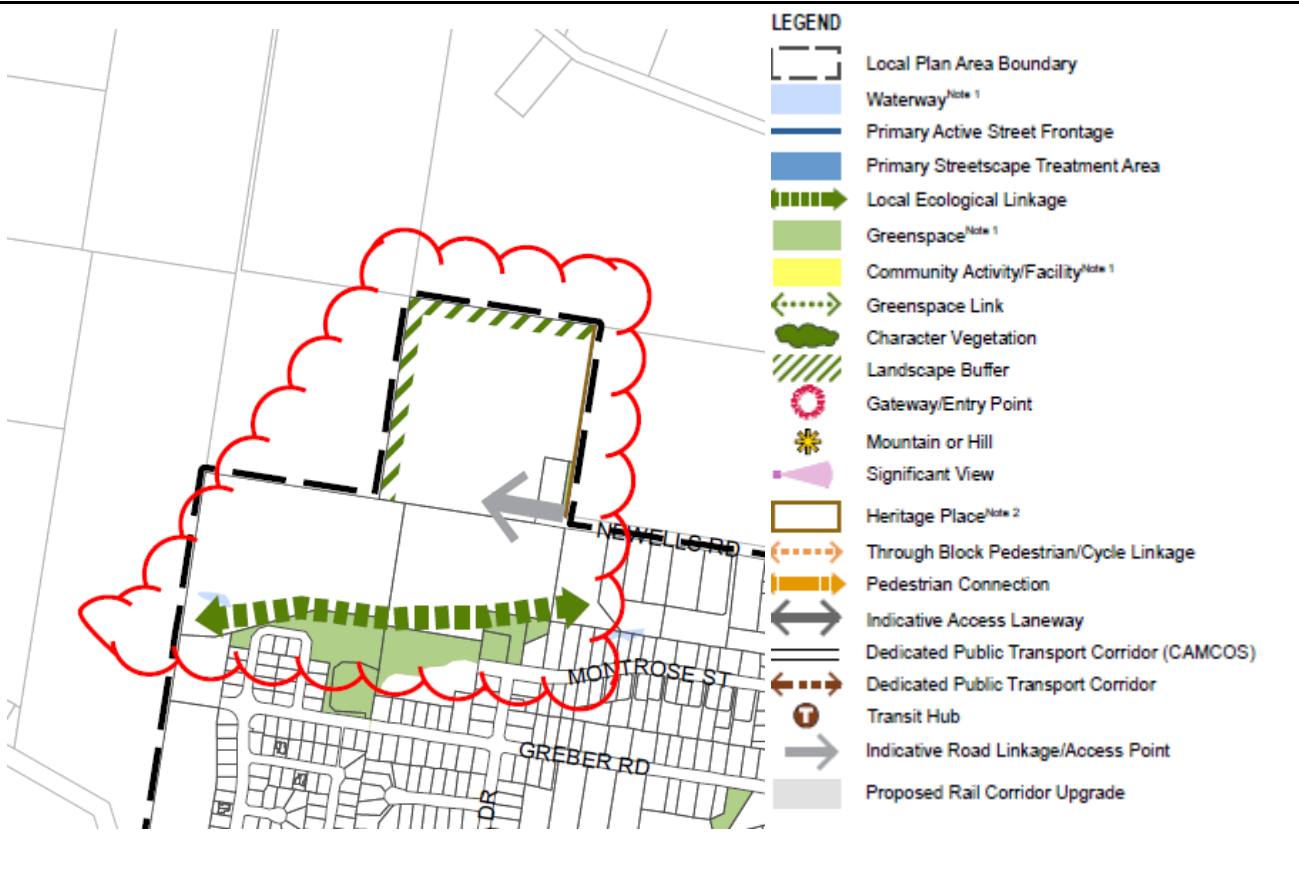 LEGEND
Local Plan Area Boundary
Waterway Note 1
Primary Active Street Frontage
Primary Streetscape Treatment Area
Local Ecological Linkage
Greenspace Note 1
Community Activity/Facility Note 1
Greenspace Link
Character Vegetation
Landscape Buffer
Gateway/Entry Point
Mountain or Hill
Significant View
Heritage Place Note 2
Through Block Pedestrian/Cycle Linkage
Pedestrian Connection
Indicative Access Laneway
Dedicated Public Transport Corridor (CAMCOS)
Dedicated Public Transport Corridor
T Transit Hub
Indicative Road Linkage/Access Point
Proposed Rail Corridor Upgrade
NEWELLS RD
MONTROSE ST
GREBER RD
DR